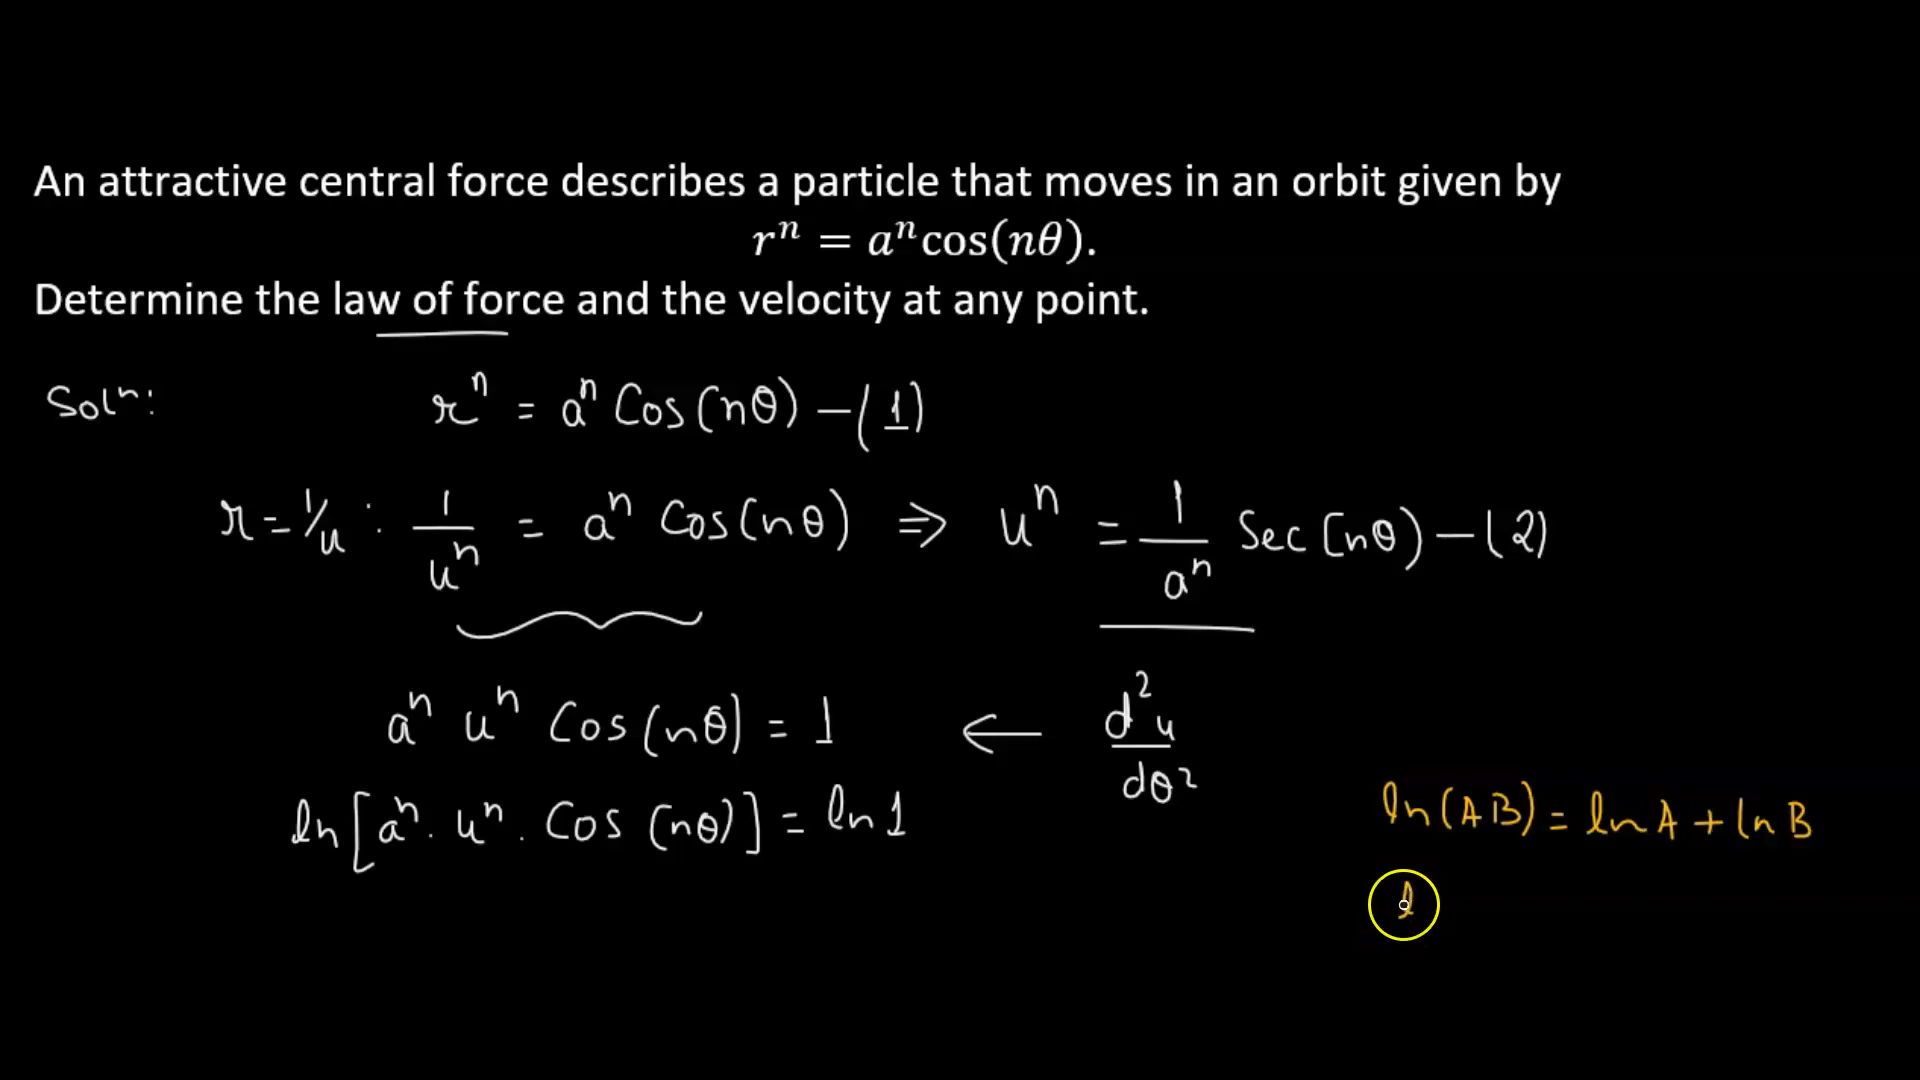 An attractive central force describes a particle that moves in an orbit given by
rⁿ = aⁿcos(nθ).
Determine the law of force and the velocity at any point.
Solⁿ: rⁿ = aⁿ Cos(nθ) — (1)
r = 1/u : 1/uⁿ = aⁿ Cos(nθ) ⇒ uⁿ = 1/aⁿ Sec(nθ) — (2)
aⁿ uⁿ Cos(nθ) = 1 ← d²u/dθ²
ln[aⁿ. uⁿ. Cos (nθ)] = ln 1
ln(AB) = ln A + ln B
l